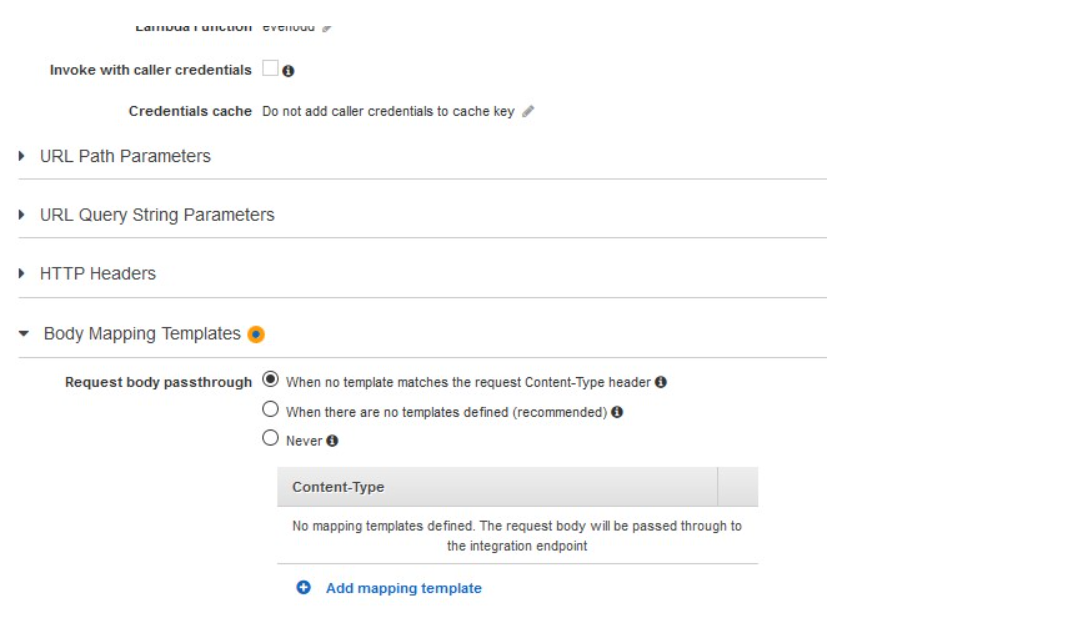 Lambda Function evenodd
Invoke with caller credentials
Credentials cache Do not add caller credentials to cache key
URL Path Parameters
URL Query String Parameters
HTTP Headers
Body Mapping Templates
Request body passthrough When no template matches the request Content-Type header
When there are no templates defined (recommended)
Never
Content-Type
No mapping templates defined. The request body will be passed through to
the integration endpoint
Add mapping template